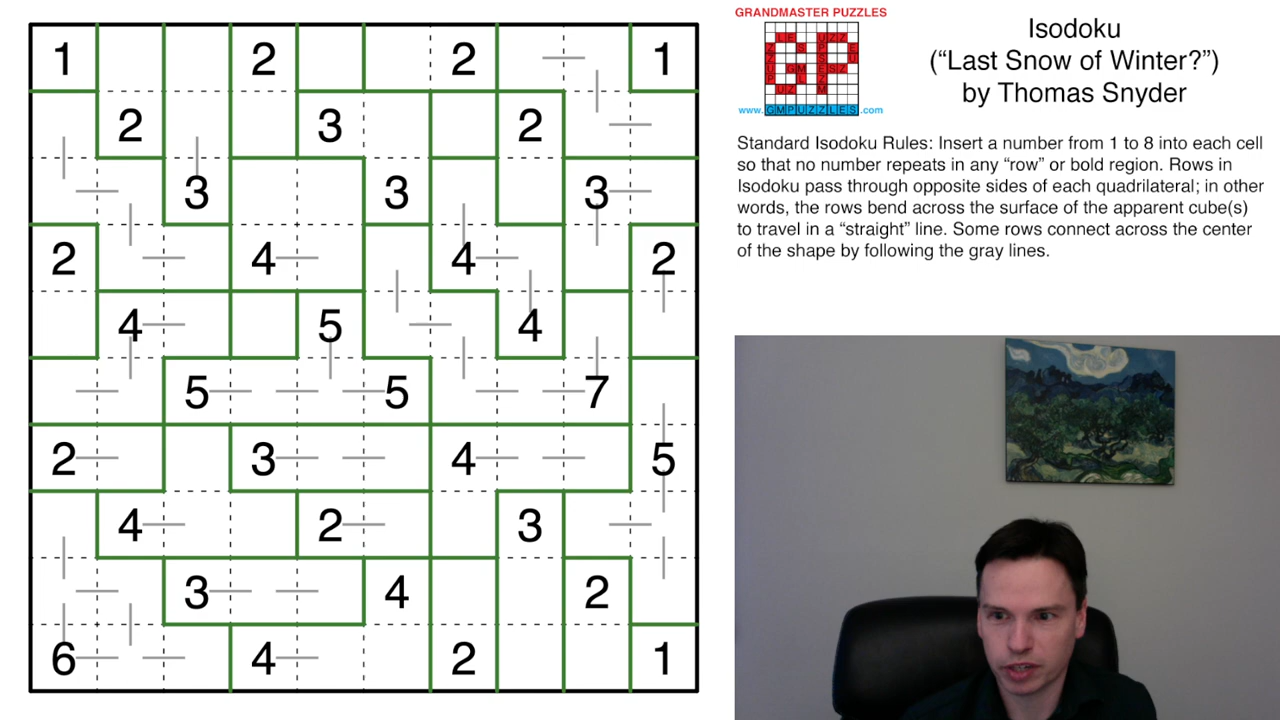 GRANDMASTER PUZZLES
www.GMPUZZLES.com
Isodoku
(“Last Snow of Winter?”)
by Thomas Snyder
Standard Isodoku Rules: Insert a number from 1 to 8 into each cell
so that no number repeats in any “row” or bold region. Rows in
Isodoku pass through opposite sides of each quadrilateral; in other
words, the rows bend across the surface of the apparent cube(s)
to travel in a “straight” line. Some rows connect across the center
of the shape by following the gray lines.
1 2 2 1
2 3 2
3 3 3
2 4 4 2
4 5 4
5 5 7
2 3 4 5
4 2 3
3 4 2
6 4 2 1